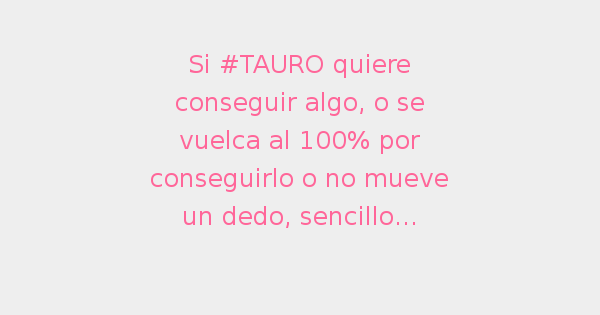 Si #TAURO quiere
conseguir algo, o se
vuelca al 100% por
conseguirlo o no mueve
un dedo, sencillo...